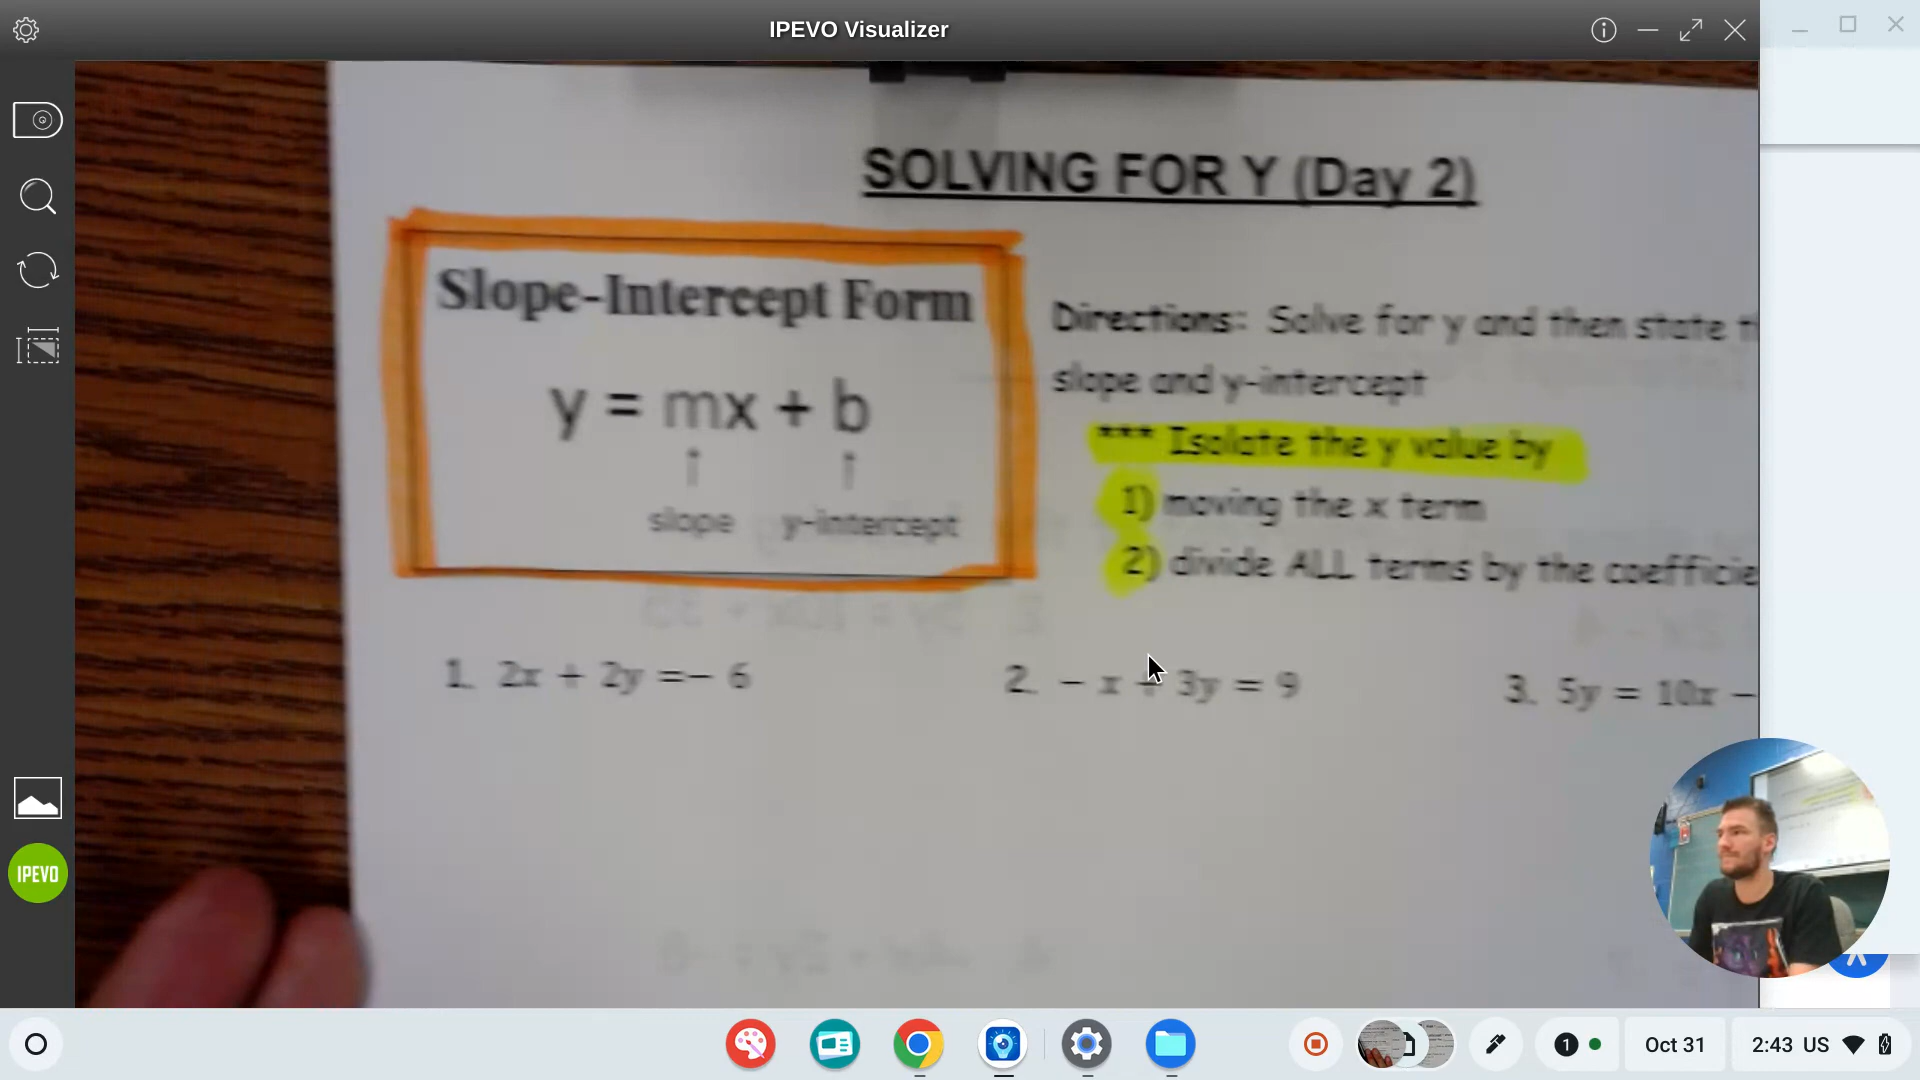 IPEVO Visualizer
SOLVING FOR Y (Day 2)
Slope-Intercept Form
y = mx + b
slope y-intercept
Directions: Solve for y and then state
slope and y-intercept
*** Isolate the y value by
1) moving the x term
2) divide ALL terms by the
1. 2x + 2y =− 6
2. − x + 3y = 9
3. 5y = 10x −
IPEVO
1
Oct 31
2:43 US